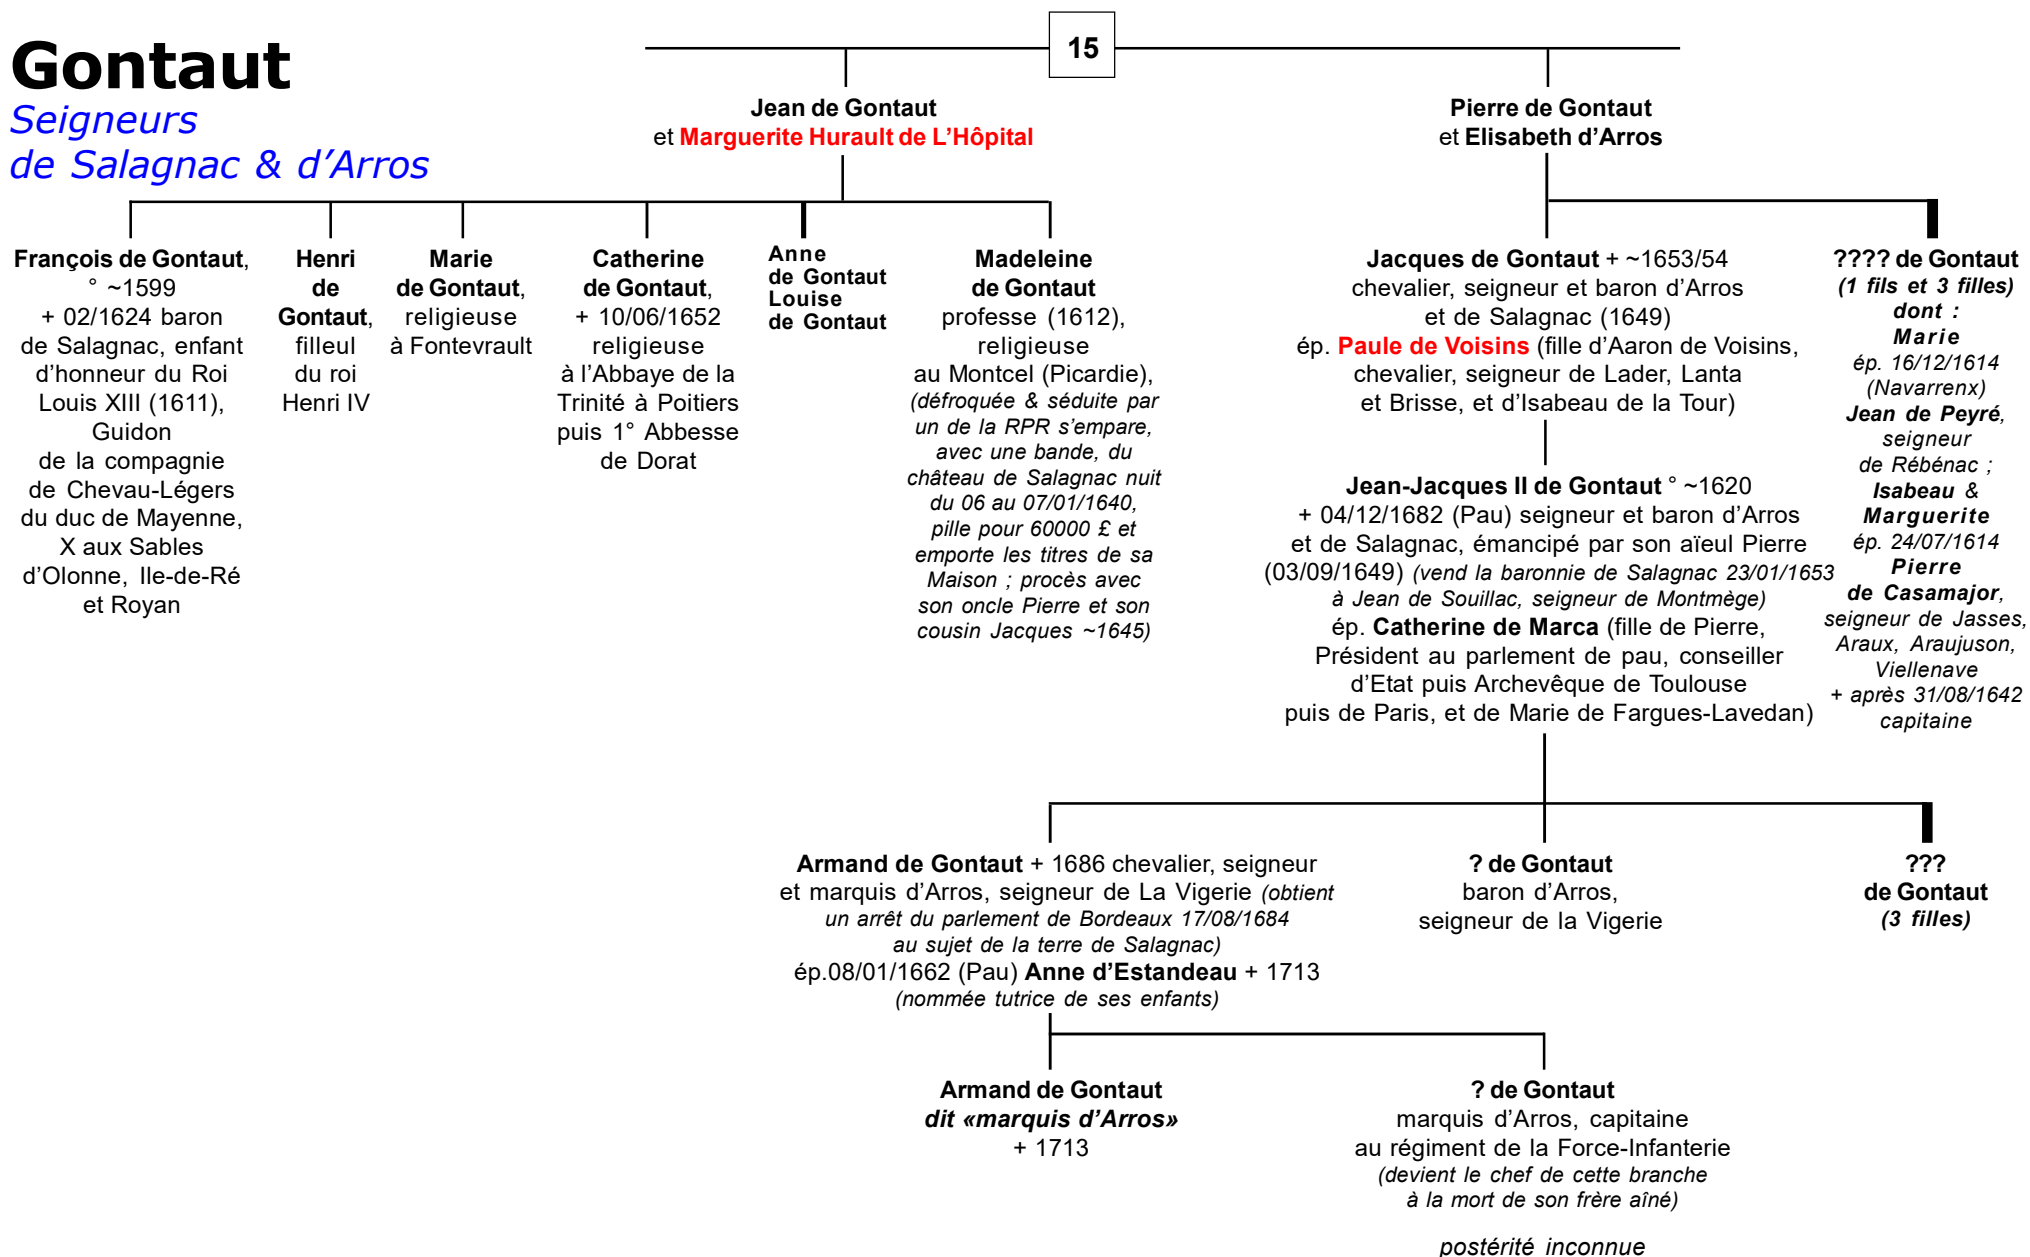 Gontaut
Seigneurs
de Salagnac & d’Arros
15
Jean de Gontaut
et Marguerite Hurault de L’Hôpital
Pierre de Gontaut
et Elisabeth d’Arros
François de Gontaut,
° ~1599
+ 02/1624 baron
de Salagnac, enfant
d’honneur du Roi
Louis XIII (1611),
Guidon
de la compagnie
de Chevau-Légers
du duc de Mayenne,
X aux Sables
d’Olonne, Ile-de-Ré
et Royan
Henri
de
Gontaut,
filleul
du roi
Henri IV
Marie
de Gontaut,
religieuse
à Fontevrault
Catherine
de Gontaut,
+ 10/06/1652
religieuse
à l’Abbaye de la
Trinité à Poitiers
puis 1° Abbesse
de Dorat
Anne
de Gontaut
Louise
de Gontaut
Madeleine
de Gontaut
professe (1612),
religieuse
au Montcel (Picardie),
(défroquée & séduite par
un de la RPR s’empare,
avec une bande, du
château de Salagnac nuit
du 06 au 07/01/1640,
pille pour 60000 £ et
emporte les titres de sa
Maison ; procès avec
son oncle Pierre et son
cousin Jacques ~1645)
Jacques de Gontaut + ~1653/54
chevalier, seigneur et baron d’Arros
et de Salagnac (1649)
ép. Paule de Voisins (fille d’Aaron de Voisins,
chevalier, seigneur de Lader, Lanta
et Brisse, et d’Isabeau de la Tour)
Jean-Jacques II de Gontaut ° ~1620
+ 04/12/1682 (Pau) seigneur et baron d’Arros
et de Salagnac, émancipé par son aïeul Pierre
(03/09/1649) (vend la baronnie de Salagnac 23/01/1653
à Jean de Souillac, seigneur de Montmège)
ép. Catherine de Marca (fille de Pierre,
Président au parlement de pau, conseiller
d’Etat puis Archevêque de Toulouse
puis de Paris, et de Marie de Fargues-Lavedan)
???? de Gontaut
(1 fils et 3 filles)
dont :
Marie
ép. 16/12/1614
(Navarrenx)
Jean de Peyré,
seigneur
de Rébénac ;
Isabeau &
Marguerite
ép. 24/07/1614
Pierre
de Casamajor,
seigneur de Jasses,
Araux, Araujuson,
Viellenave
+ après 31/08/1642
capitaine
Armand de Gontaut + 1686 chevalier, seigneur
et marquis d’Arros, seigneur de La Vigerie (obtient
un arrêt du parlement de Bordeaux 17/08/1684
au sujet de la terre de Salagnac)
ép.08/01/1662 (Pau) Anne d’Estandeau + 1713
(nommée tutrice de ses enfants)
? de Gontaut
baron d’Arros,
seigneur de la Vigerie
???
de Gontaut
(3 filles)
Armand de Gontaut
dit «marquis d’Arros»
+ 1713
? de Gontaut
marquis d’Arros, capitaine
au régiment de la Force-Infanterie
(devient le chef de cette branche
à la mort de son frère aîné)
postérité inconnue